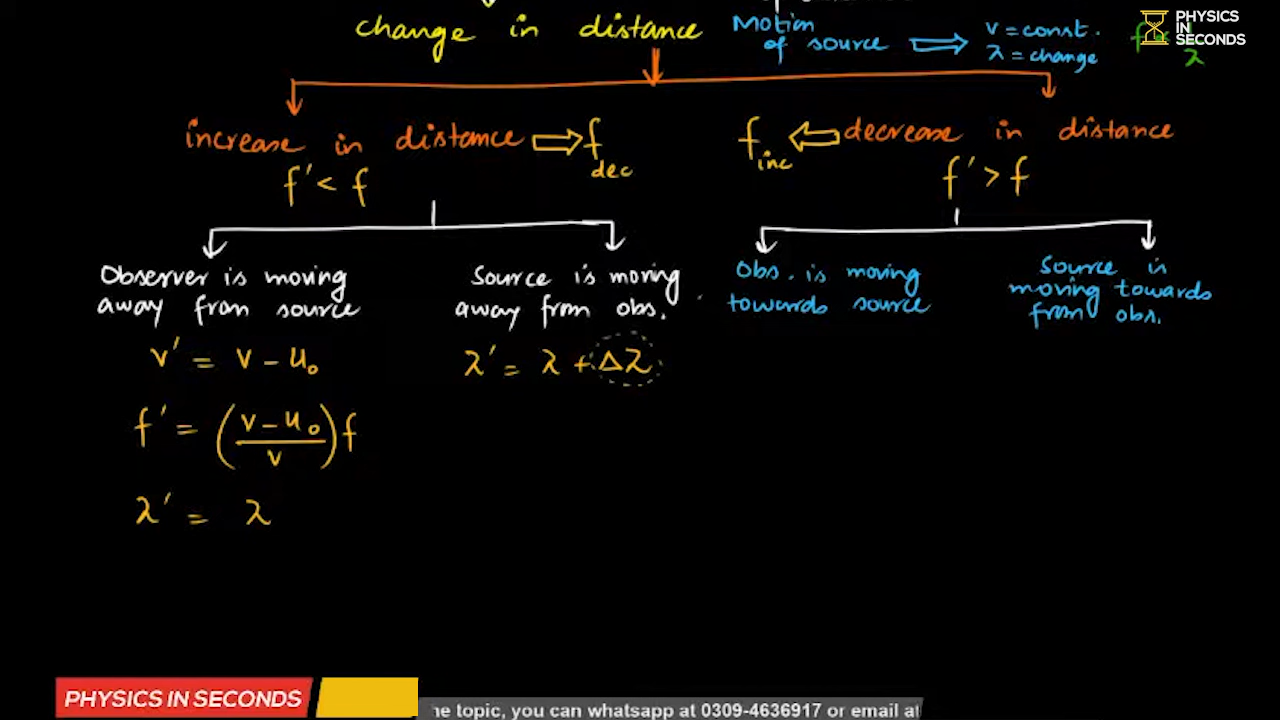 change in distance
Motion
of source ⇒ v = const.
λ = change
PHYSICS
IN
SECONDS
λ
increase in distance ⇒ f dec
f' < f
f inc ⇐ decrease in distance
f' > f
Observer is moving
away from source
v' = v - u₀
f' = (v - u₀ / v) f
λ' = λ
Source is moving
away from obs.
λ' = λ + Δλ
Obs. is moving
towards source
Source is
moving towards
from obs.
PHYSICS IN SECONDS
he topic, you can whatsapp at 0309-4636917 or email at